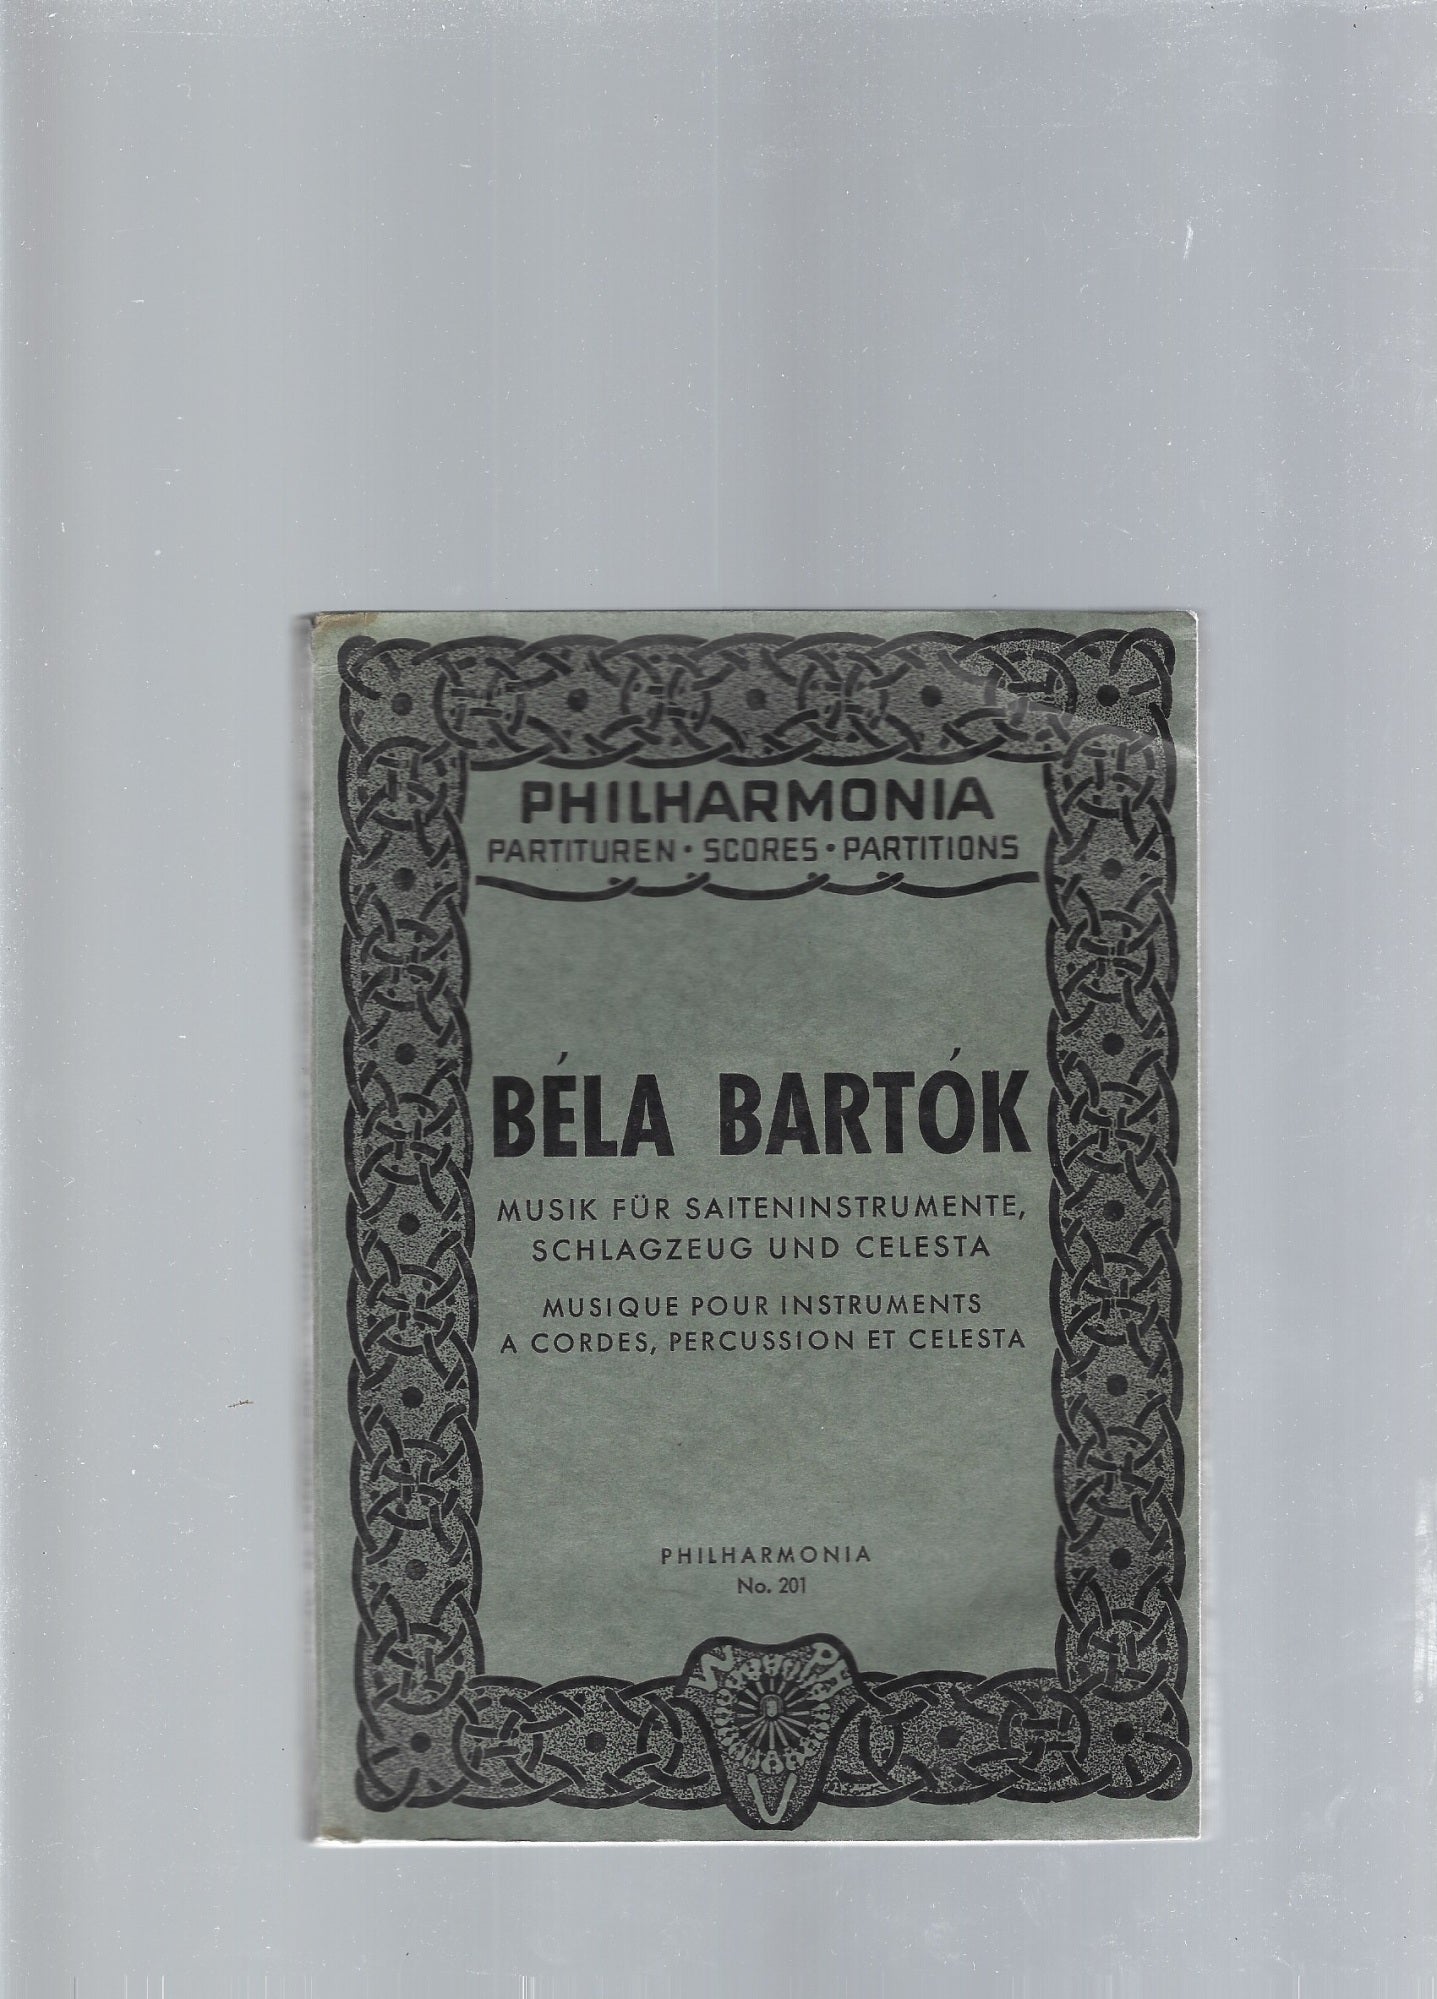 PHILHARMONIA
PARTITUREN • SCORES • PARTITIONS
BÉLA BARTÓK
MUSIK FÜR SAITENINSTRUMENTE,
SCHLAGZEUG UND CELESTA
MUSIQUE POUR INSTRUMENTS
A CORDES, PERCUSSION ET CELESTA
PHILHARMONIA
No. 201
W PH
V